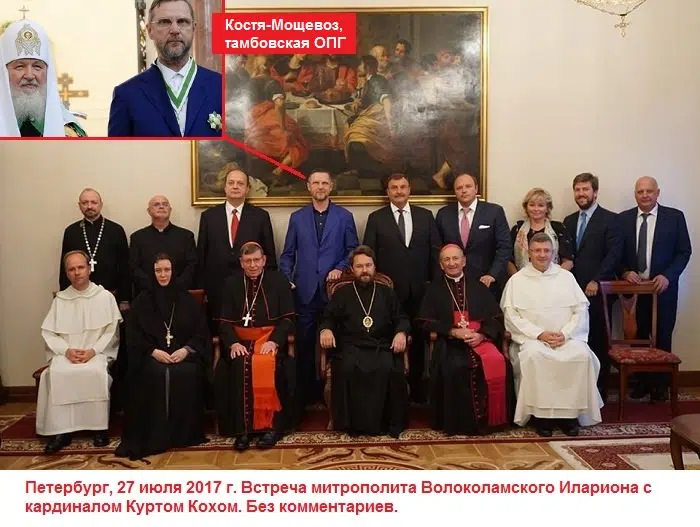 Костя-Мощевоз,
тамбовская ОПГ
Петербург, 27 июля 2017 г. Встреча митрополита Волоколамского Илариона с
кардиналом Куртом Кохом. Без комментариев.